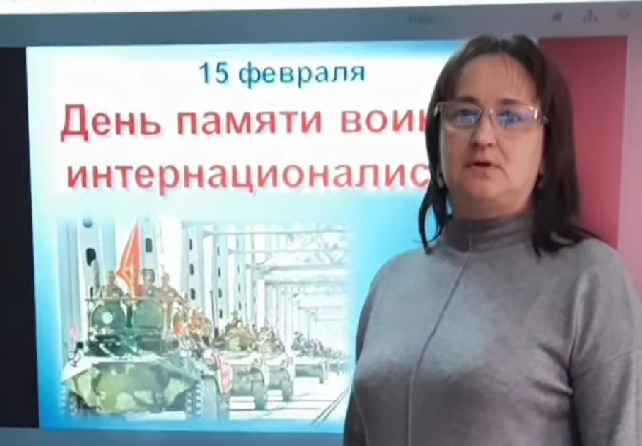 15 февраля
День памяти воин
интернационалис